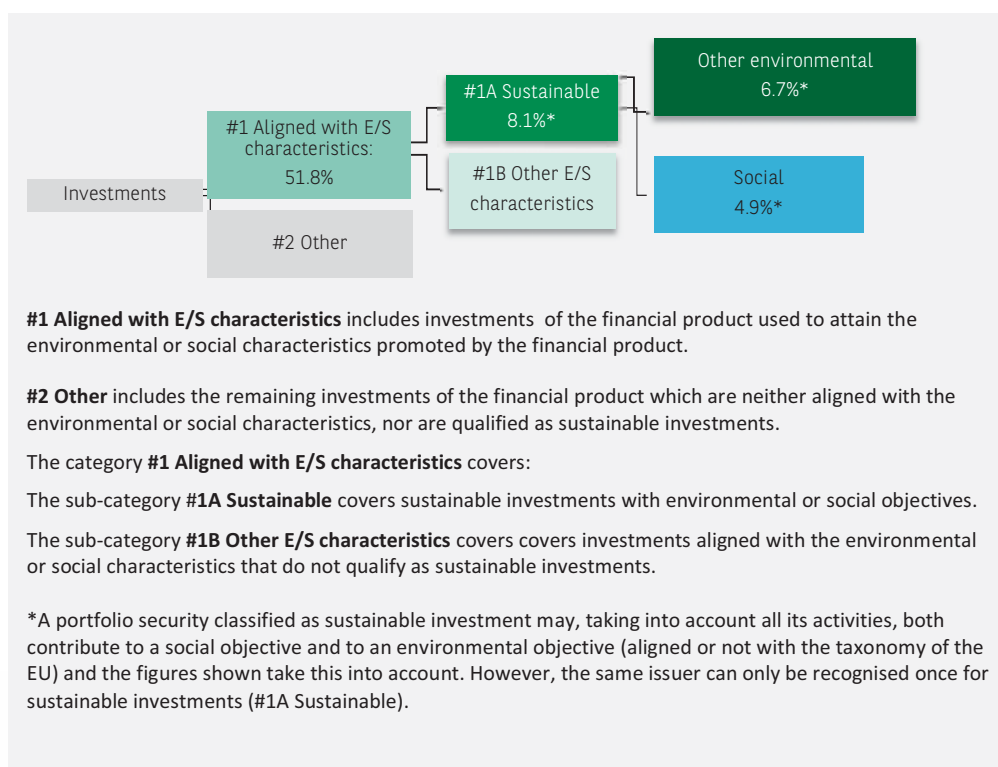 Investments
#1 Aligned with E/S
characteristics:
51.8%
#2 Other
#1A Sustainable
8.1%*
#1B Other E/S
characteristics
Other environmental
6.7%*
Social
4.9%*
#1 Aligned with E/S characteristics includes investments of the financial product used to attain the
environmental or social characteristics promoted by the financial product.
#2 Other includes the remaining investments of the financial product which are neither aligned with the
environmental or social characteristics, nor are qualified as sustainable investments.
The category #1 Aligned with E/S characteristics covers:
The sub-category #1A Sustainable covers sustainable investments with environmental or social objectives.
The sub-category #1B Other E/S characteristics covers covers investments aligned with the environmental
or social characteristics that do not qualify as sustainable investments.
*A portfolio security classified as sustainable investment may, taking into account all its activities, both
contribute to a social objective and to an environmental objective (aligned or not with the taxonomy of the
EU) and the figures shown take this into account. However, the same issuer can only be recognised once for
sustainable investments (#1A Sustainable).